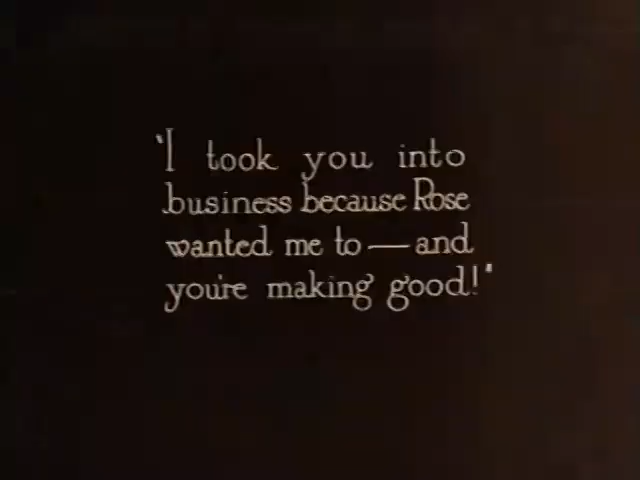 "I took you into
business because Rose
wanted me to — and
you're making good!"